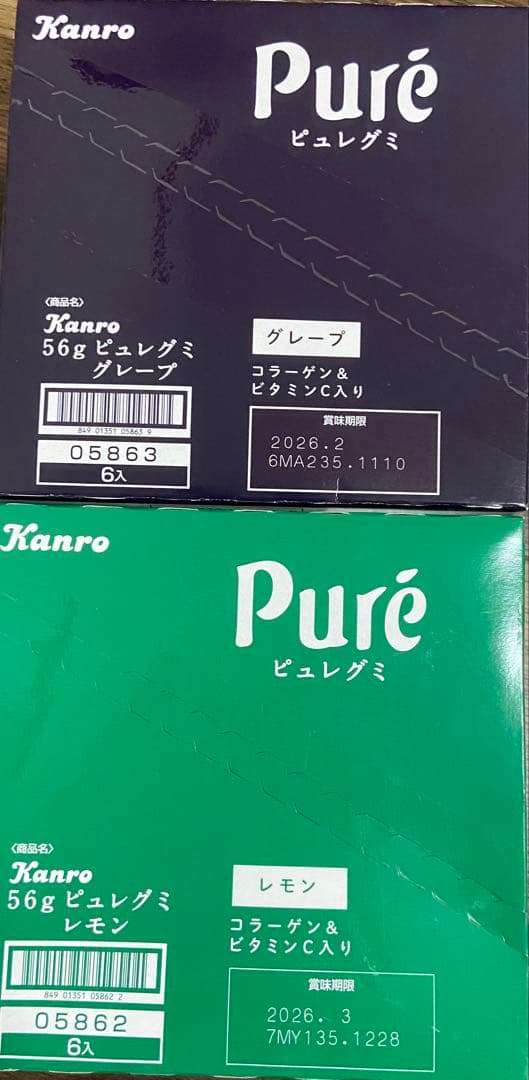 Kanro
Puré
ピュレグミ
〈商品名〉
Kanro
56g ピュレグミ
グレープ
849 01351 05863 9
05863
6入
グレープ
コラーゲン＆
ビタミンC入り
賞味期限
2026.2
6MA235.1110
Kanro
Puré
ピュレグミ
〈商品名〉
Kanro
56g ピュレグミ
レモン
849 01351 05862 2
05862
6入
レモン
コラーゲン＆
ビタミンC入り
賞味期限
2026. 3
7MY135.1228